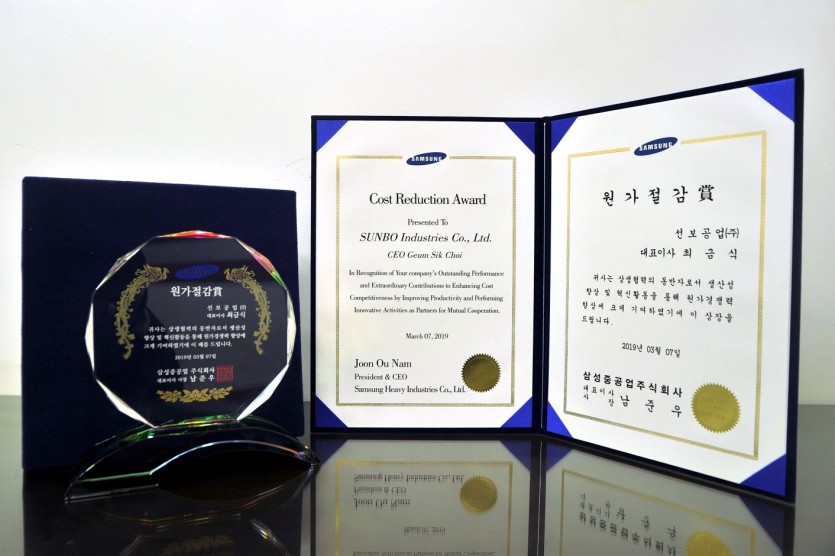 SAMSUNG
원가절감賞
선보공업(주)
대표이사 최금식
귀사는 상생협력의 동반자로서 생산성
향상 및 혁신활동을 통해 원가경쟁력 향상에
크게 기여하였기에 이 패를 드립니다.
2019年 03月 07日
삼성중공업 주식회사
대표이사 사장 남준우
SAMSUNG
Cost Reduction Award
Presented To
SUNBO Industries Co., Ltd.
CEO Geum Sik Choi
In Recognition of Your company's Outstanding Performance
and Extraordinary Contributions to Enhancing Cost
Competitiveness by Improving Productivity and Performing
Innovative Activities as Partners for Mutual Cooperation.
March 07, 2019
Joon Ou Nam
President & CEO
Samsung Heavy Industries Co., Ltd.
SAMSUNG
원가절감賞
선보공업(주)
대표이사 최금식
귀사는 상생협력의 동반자로서 생산성
향상 및 혁신활동을 통해 원가경쟁력
향상에 크게 기여하였기에 이 상장을
드립니다.
2019年 03月 07日
삼성중공업주식회사
대표이사
사장 남준우